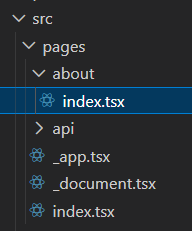 src
pages
about
index.tsx
api
_app.tsx
_document.tsx
index.tsx